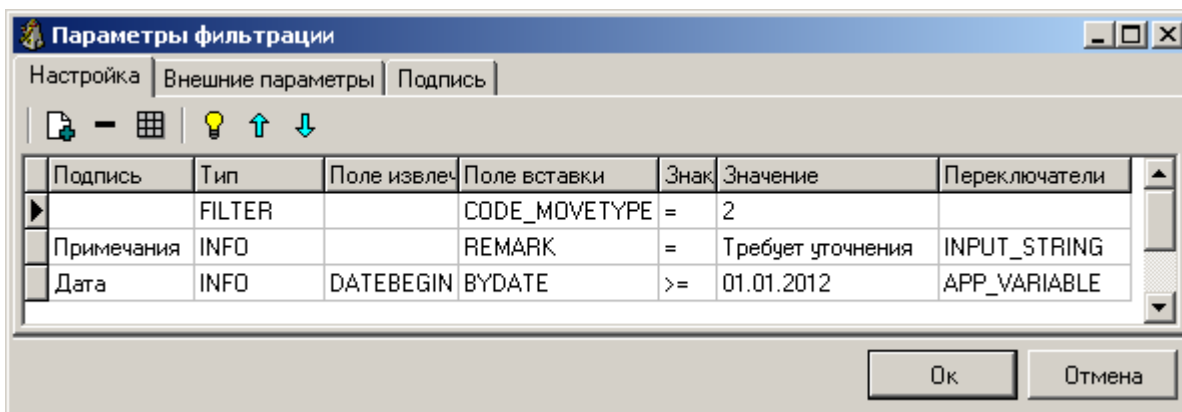 Параметры фильтрации
Настройка Внешние параметры Подпись
Подпись Тип Поле извлеч Поле вставки Знак Значение Переключатели
FILTER CODE_MOVETYPE = 2
Примечания INFO REMARK = Требует уточнения INPUT_STRING
Дата INFO DATEBEGIN BYDATE >= 01.01.2012 APP_VARIABLE
Ок Отмена